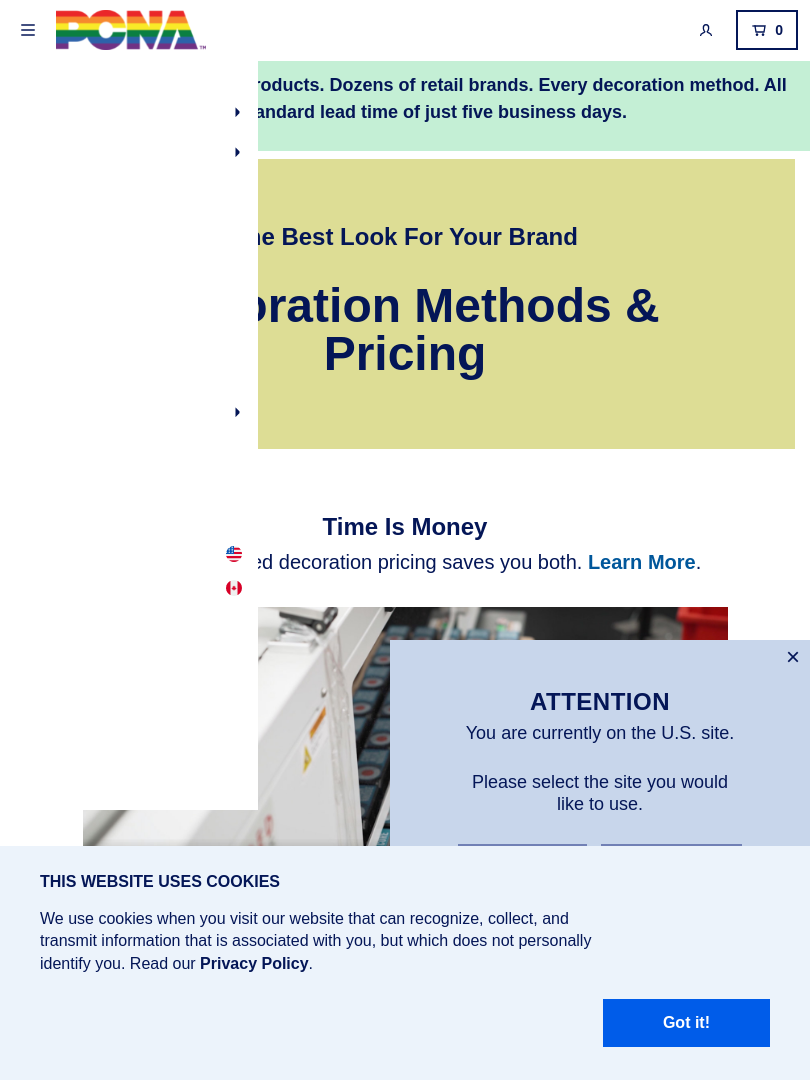 PCNA™
0
roducts. Dozens of retail brands. Every decoration method. All
andard lead time of just five business days.
he Best Look For Your Brand
oration Methods &
Pricing
Time Is Money
ed decoration pricing saves you both. Learn More.
ATTENTION
You are currently on the U.S. site.
Please select the site you would
like to use.
THIS WEBSITE USES COOKIES
We use cookies when you visit our website that can recognize, collect, and
transmit information that is associated with you, but which does not personally
identify you. Read our Privacy Policy.
Got it!